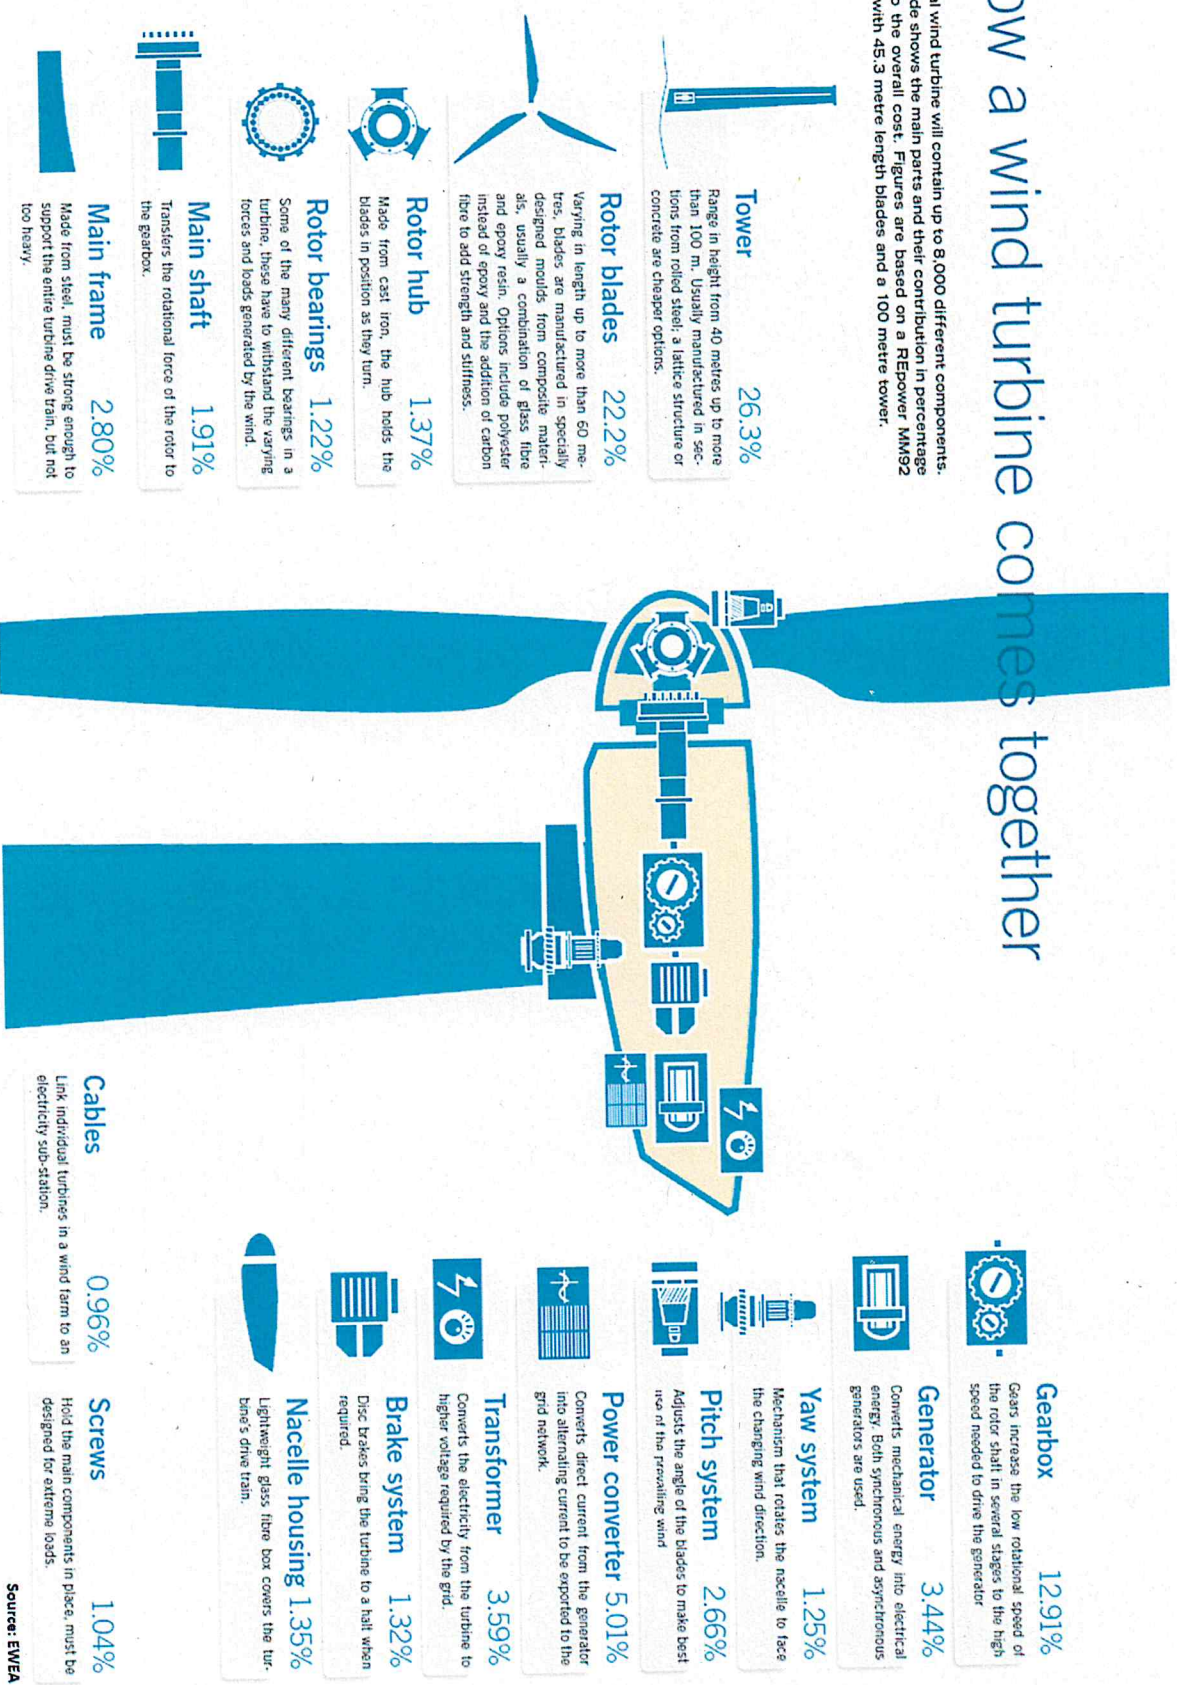 ow a wind turbine comes together
al wind turbine will contain up to 8,000 different components.
de shows the main parts and their contribution in percentage
o the overall cost. Figures are based on a REpower MM92
with 45.3 metre length blades and a 100 metre tower.
Tower 26.3%
Range in height from 40 metres up to more
than 100 m. Usually manufactured in sec-
tions from rolled steel; a lattice structure or
concrete are cheaper options.
Rotor blades 22.2%
Varying in length up to more than 60 me-
tres, blades are manufactured in specially
designed moulds from composite materi-
als, usually a combination of glass fibre
and epoxy resin. Options include polyester
instead of epoxy and the addition of carbon
fibre to add strength and stiffness.
Rotor hub 1.37%
Made from cast iron, the hub holds the
blades in position as they turn.
Rotor bearings 1.22%
Some of the many different bearings in a
turbine, these have to withstand the varying
forces and loads generated by the wind.
Main shaft 1.91%
Transfers the rotational force of the rotor to
the gearbox.
Main frame 2.80%
Made from steel, must be strong enough to
support the entire turbine drive train, but not
too heavy.
Gearbox 12.91%
Gears increase the low rotational speed of
the rotor shaft in several stages to the high
speed needed to drive the generator
Generator 3.44%
Converts mechanical energy into electrical
energy. Both synchronous and asynchronous
generators are used.
Yaw system 1.25%
Mechanism that rotates the nacelle to face
the changing wind direction.
Pitch system 2.66%
Adjusts the angle of the blades to make best
use of the prevailing wind
Power converter 5.01%
Converts direct current from the generator
into alternating current to be exported to the
grid network.
Transformer 3.59%
Converts the electricity from the turbine to
higher voltage required by the grid.
Brake system 1.32%
Disc brakes bring the turbine to a halt when
required.
Nacelle housing 1.35%
Lightweight glass fibre box covers the tur-
bine's drive train.
Cables 0.96%
Link individual turbines in a wind farm to an
electricity sub-station.
Screws 1.04%
Hold the main components in place, must be
designed for extreme loads.
Source: EWEA